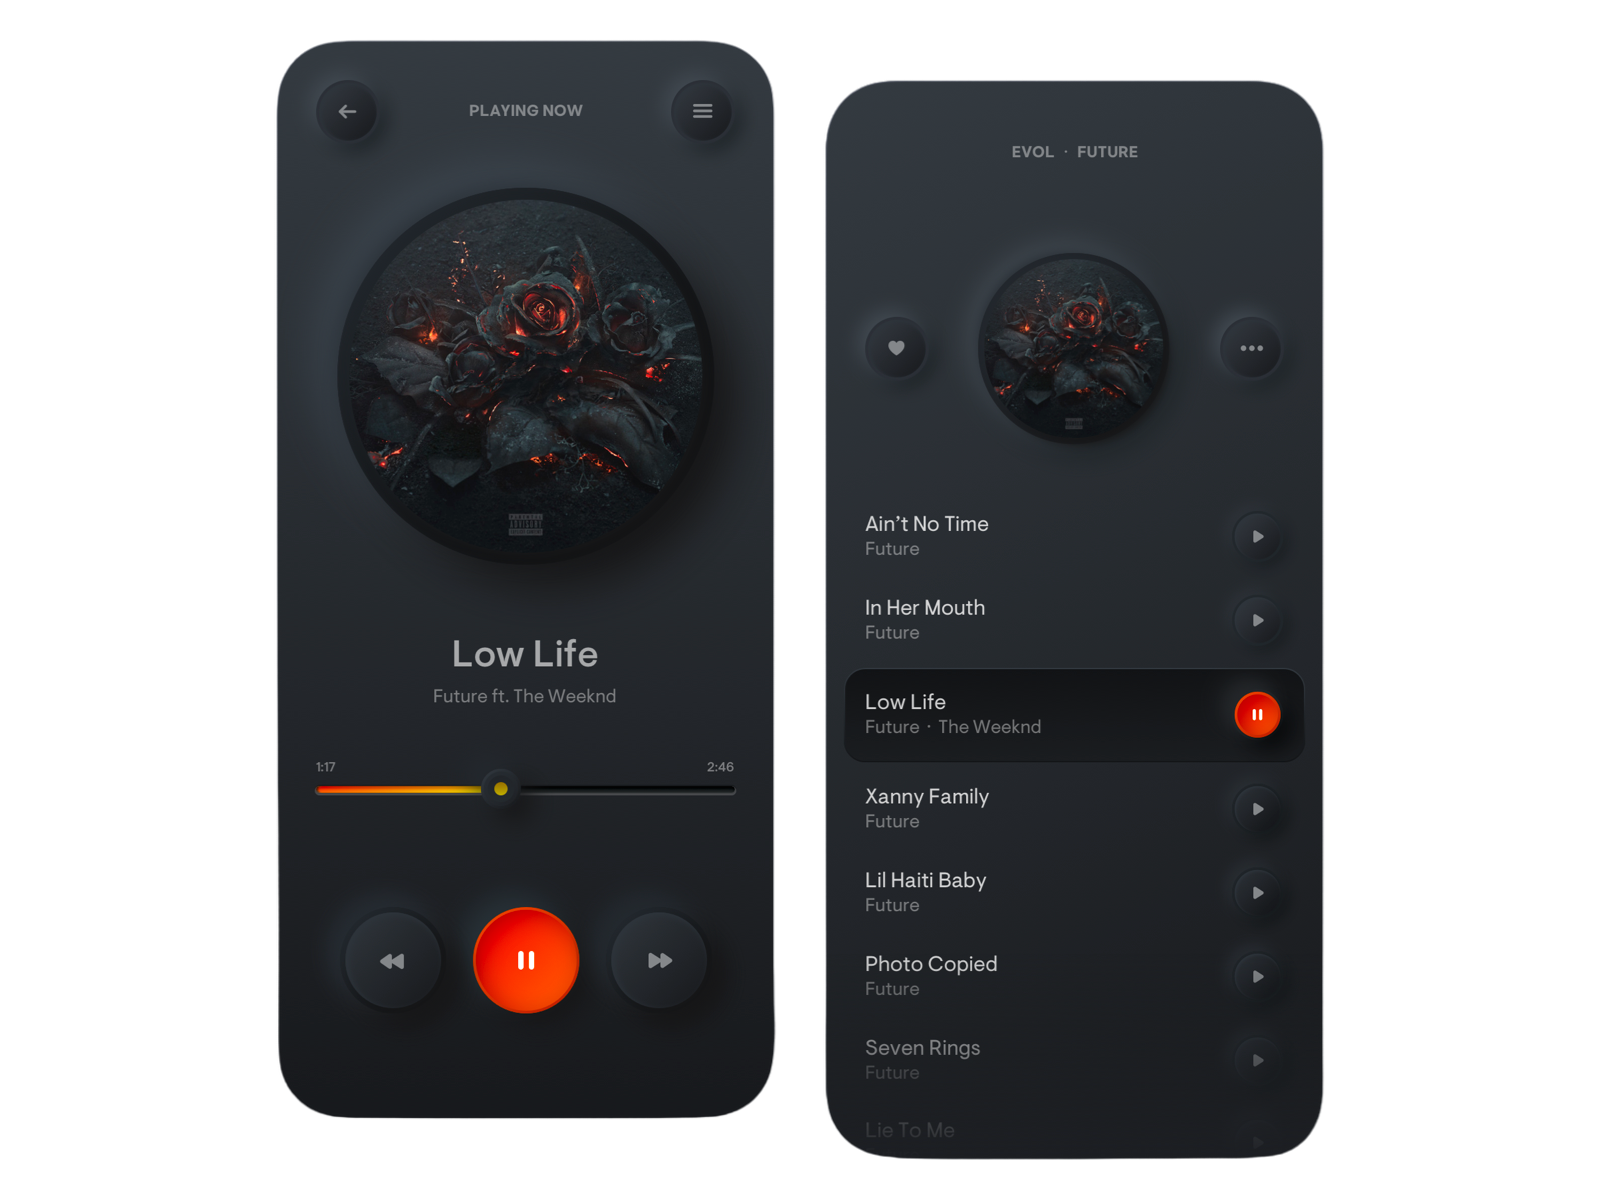 PLAYING NOW
Low Life
Future ft. The Weeknd
1:17
2:46
EVOL · FUTURE
Ain’t No Time
Future
In Her Mouth
Future
Low Life
Future · The Weeknd
Xanny Family
Future
Lil Haiti Baby
Future
Photo Copied
Future
Seven Rings
Future
Lie To Me